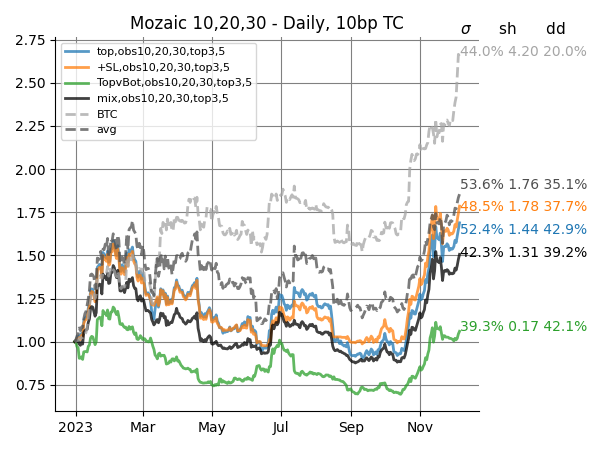 Mozaic 10,20,30 - Daily, 10bp TC
σ sh dd
2.75
2.50
2.25
2.00
1.75
1.50
1.25
1.00
0.75
top,obs10,20,30,top3,5
+SL,obs10,20,30,top3,5
TopvBot,obs10,20,30,top3,5
mix,obs10,20,30,top3,5
BTC
avg
44.0% 4.20 20.0%
53.6% 1.76 35.1%
48.5% 1.78 37.7%
52.4% 1.44 42.9%
42.3% 1.31 39.2%
39.3% 0.17 42.1%
2023 Mar May Jul Sep Nov